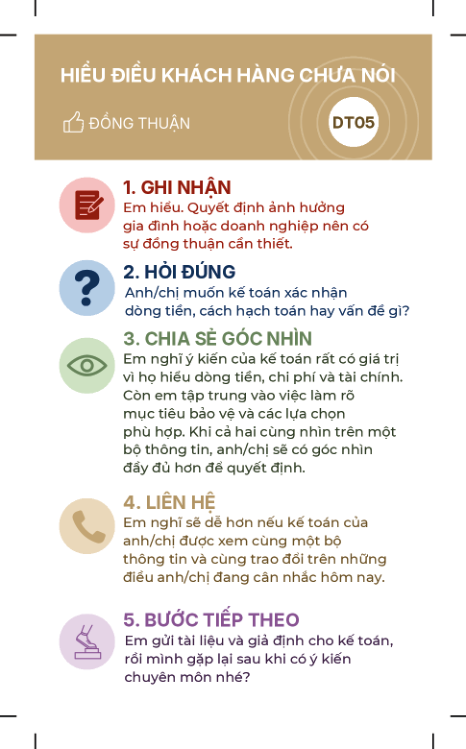 HIỂU ĐIỀU KHÁCH HÀNG CHƯA NÓI
ĐỒNG THUẬN
DT05
1. GHI NHẬN
Em hiểu. Quyết định ảnh hưởng
gia đình hoặc doanh nghiệp nên có
sự đồng thuận cần thiết.
2. HỎI ĐÚNG
Anh/chị muốn kế toán xác nhận
dòng tiền, cách hạch toán hay vấn đề gì?
3. CHIA SẺ GÓC NHÌN
Em nghĩ ý kiến của kế toán rất có giá trị
vì họ hiểu dòng tiền, chi phí và tài chính.
Còn em tập trung vào việc làm rõ
mục tiêu bảo vệ và các lựa chọn
phù hợp. Khi cả hai cùng nhìn trên một
bộ thông tin, anh/chị sẽ có góc nhìn
đầy đủ hơn để quyết định.
4. LIÊN HỆ
Em nghĩ sẽ dễ hơn nếu kế toán của
anh/chị được xem cùng một bộ
thông tin và cùng trao đổi trên những
điều anh/chị đang cân nhắc hôm nay.
5. BƯỚC TIẾP THEO
Em gửi tài liệu và giả định cho kế toán,
rồi mình gặp lại sau khi có ý kiến
chuyên môn nhé?